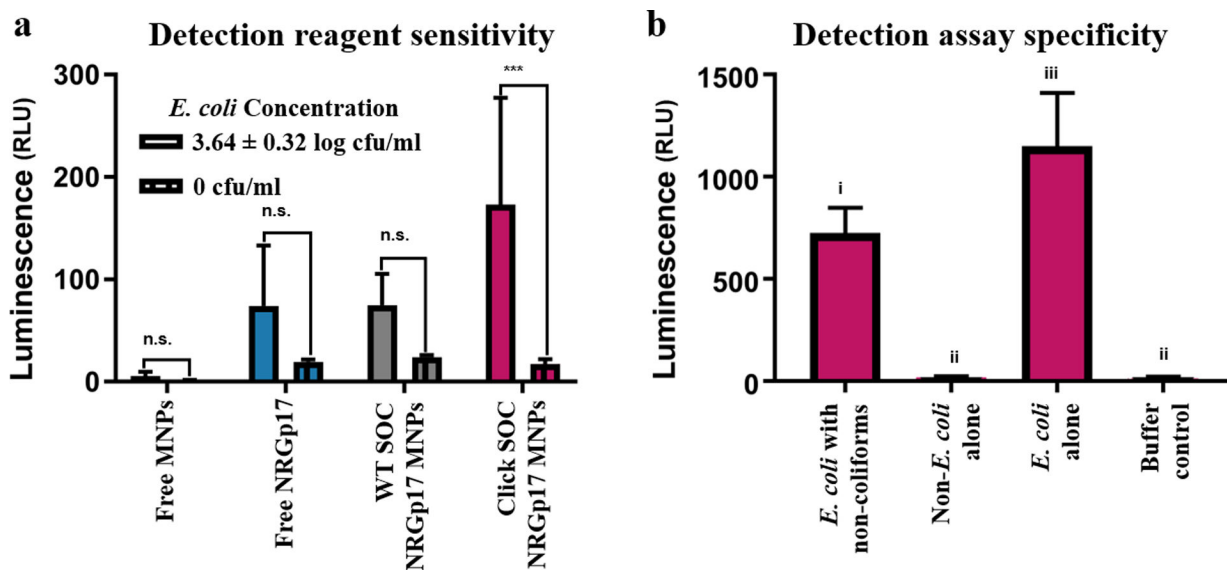 a
Detection reagent sensitivity
Luminescence (RLU)
300
200
100
0
E. coli Concentration
3.64 ± 0.32 log cfu/ml
0 cfu/ml
n.s.
n.s.
n.s.
***
Free MNPs
Free NRGp17
WT SOC
NRGp17 MNPs
Click SOC
NRGp17 MNPs
b
Detection assay specificity
Luminescence (RLU)
1500
1000
500
0
i
ii
iii
ii
E. coli with
non-coliforms
Non-E. coli
alone
E. coli
alone
Buffer
control